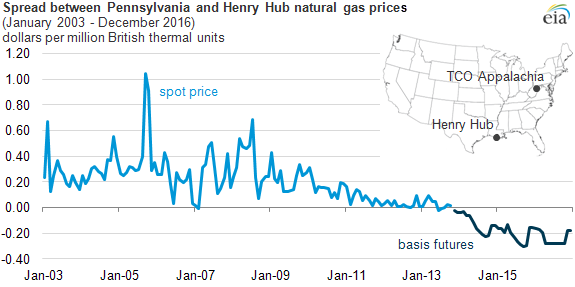 Spread between Pennsylvania and Henry Hub natural gas prices
(January 2003 - December 2016)
dollars per million British thermal units
eia
1.20
1.00
0.80
0.60
0.40
0.20
0.00
-0.20
-0.40
spot price
TCO Appalachia
Henry Hub
basis futures
Jan-03
Jan-05
Jan-07
Jan-09
Jan-11
Jan-13
Jan-15